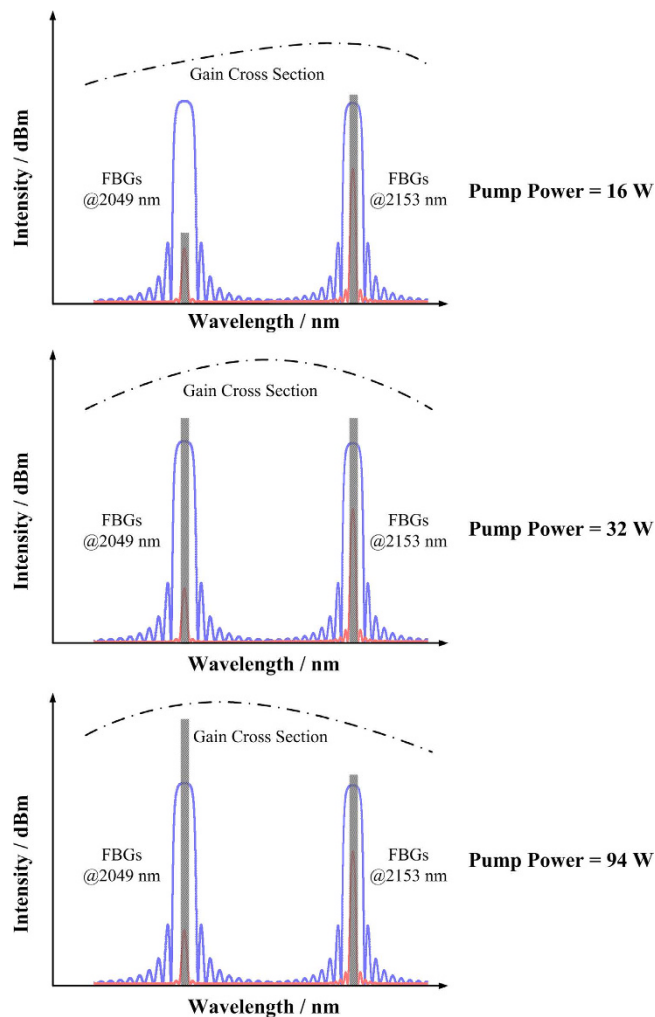 Gain Cross Section
Intensity / dBm
FBGs
@2049 nm
FBGs
@2153 nm
Pump Power = 16 W
Wavelength / nm
Gain Cross Section
Intensity / dBm
FBGs
@2049 nm
FBGs
@2153 nm
Pump Power = 32 W
Wavelength / nm
Gain Cross Section
Intensity / dBm
FBGs
@2049 nm
FBGs
@2153 nm
Pump Power = 94 W
Wavelength / nm